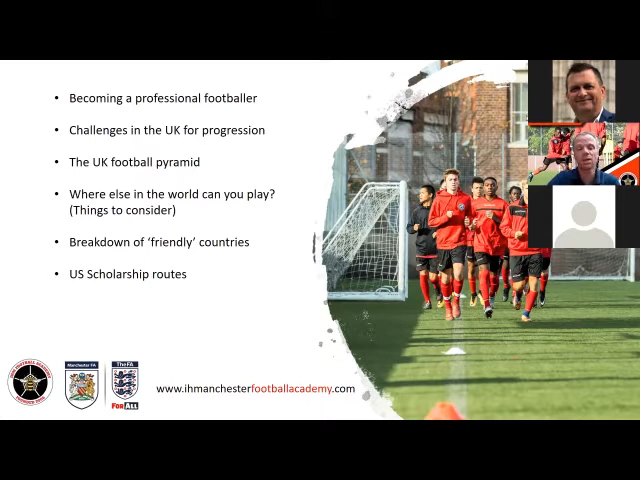 • Becoming a professional footballer
• Challenges in the UK for progression
• The UK football pyramid
• Where else in the world can you play?
(Things to consider)
• Breakdown of ‘friendly’ countries
• US Scholarship routes
Manchester FA
The FA
FOR ALL
www.ihmanchesterfootballacademy.com